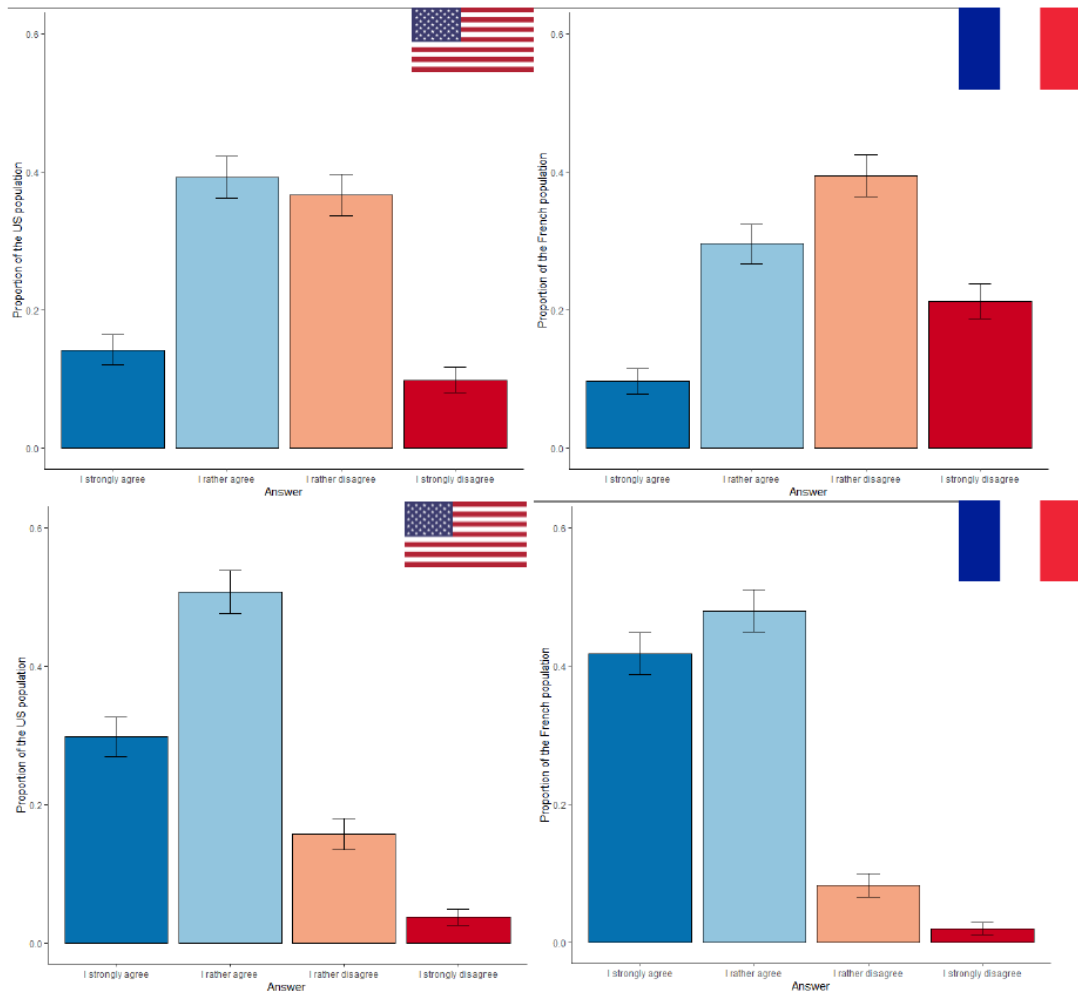 0.6
0.4
0.2
0.0
Proportion of the US population
I strongly agree I rather agree I rather disagree I strongly disagree
Answer
0.6
0.4
0.2
0.0
Proportion of the French population
I strongly agree I rather agree I rather disagree I strongly disagree
Answer
0.6
0.4
0.2
0.0
Proportion of the US population
I strongly agree I rather agree I rather disagree I strongly disagree
Answer
0.6
0.4
0.2
0.0
Proportion of the French population
I strongly agree I rather agree I rather disagree I strongly disagree
Answer